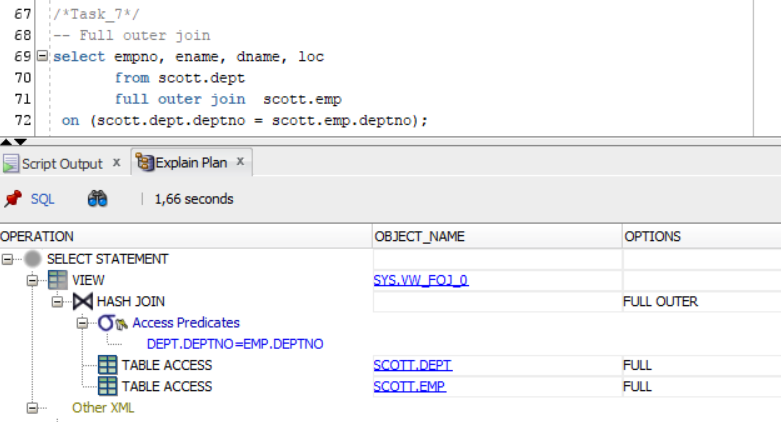 67 /*Task_7*/
68 -- Full outer join
69 select empno, ename, dname, loc
70 from scott.dept
71 full outer join scott.emp
72 on (scott.dept.deptno = scott.emp.deptno);
Script Output x Explain Plan x
SQL 1,66 seconds
OPERATION OBJECT_NAME OPTIONS
SELECT STATEMENT
VIEW SYS.VW_FOJ_0
HASH JOIN FULL OUTER
Access Predicates
DEPT.DEPTNO=EMP.DEPTNO
TABLE ACCESS SCOTT.DEPT FULL
TABLE ACCESS SCOTT.EMP FULL
Other XML